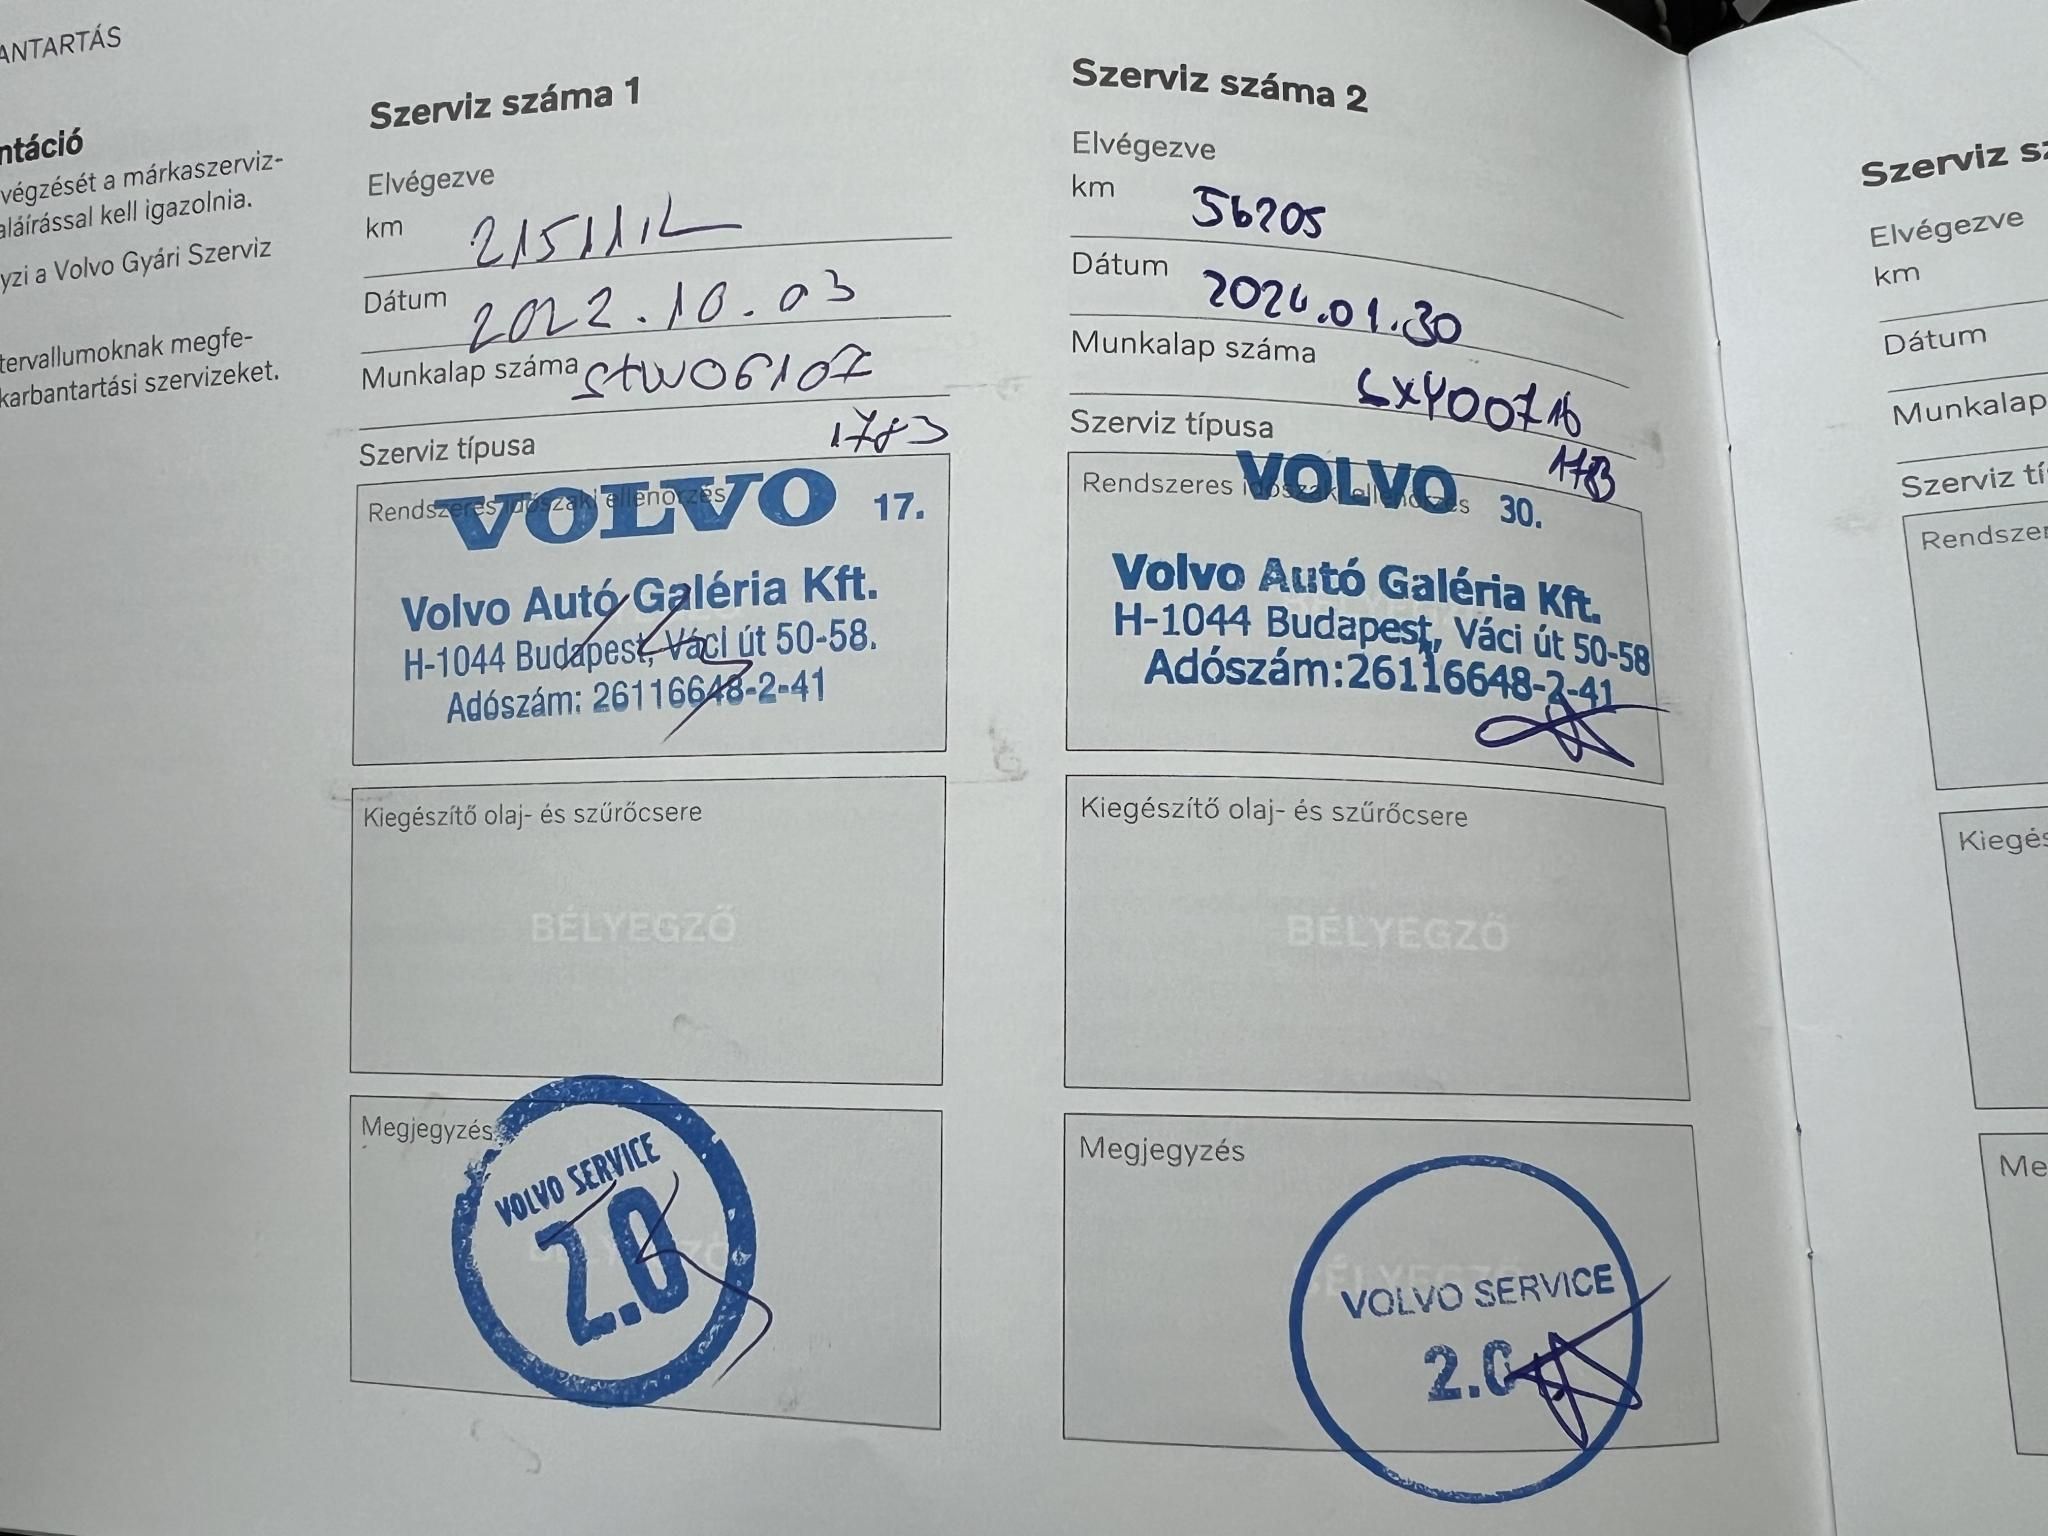 ANTARTÁS
ntáció
végzését a márkaszerviz-
aláírással kell igazolnia.
yzi a Volvo Gyári Szerviz
tervallumoknak megfe-
karbantartási szervizeket.
Szerviz száma 1
Elvégezve
km
Dátum 2022.10.03
Munkalap száma StW06107
Szerviz típusa 1783
Rendszeres időszaki ellenőrzés
VOLVO 17.
Volvo Autó Galéria Kft.
H-1044 Budapest, Váci út 50-58.
Adószám: 26116648-2-41
Kiegészítő olaj- és szűrőcsere
BÉLYEGZŐ
Megjegyzés
VOLVO SERVICE
2.0
Szerviz száma 2
Elvégezve
km 56205
Dátum 2024.01.30
Munkalap száma
Szerviz típusa 1783
Rendszeres időszaki ellenőrzés
VOLVO 30.
Volvo Autó Galéria Kft.
H-1044 Budapest, Váci út 50-58
Adószám:26116648-2-41
Kiegészítő olaj- és szűrőcsere
BÉLYEGZŐ
Megjegyzés
BÉLYEGZŐ
VOLVO SERVICE
2.0
Szerviz sz
Elvégezve
km
Dátum
Munkalap
Szerviz tí
Rendszer
Kiegés
Me